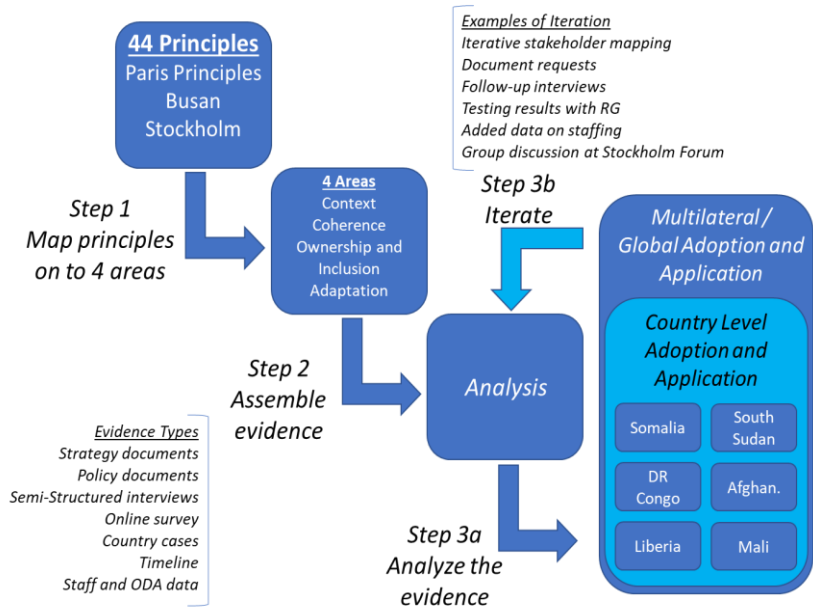 44 Principles
Paris Principles
Busan
Stockholm
Examples of Iteration
Iterative stakeholder mapping
Document requests
Follow-up interviews
Testing results with RG
Added data on staffing
Group discussion at Stockholm Forum
Step 1
Map principles
on to 4 areas
4 Areas
Context
Coherence
Ownership and
Inclusion
Adaptation
Step 3b
Iterate
Multilateral /
Global Adoption and
Application
Country Level
Adoption and
Application
Somalia
South
Sudan
DR
Congo
Afghan.
Liberia
Mali
Step 2
Assemble
evidence
Analysis
Evidence Types
Strategy documents
Policy documents
Semi-Structured interviews
Online survey
Country cases
Timeline
Staff and ODA data
Step 3a
Analyze the
evidence